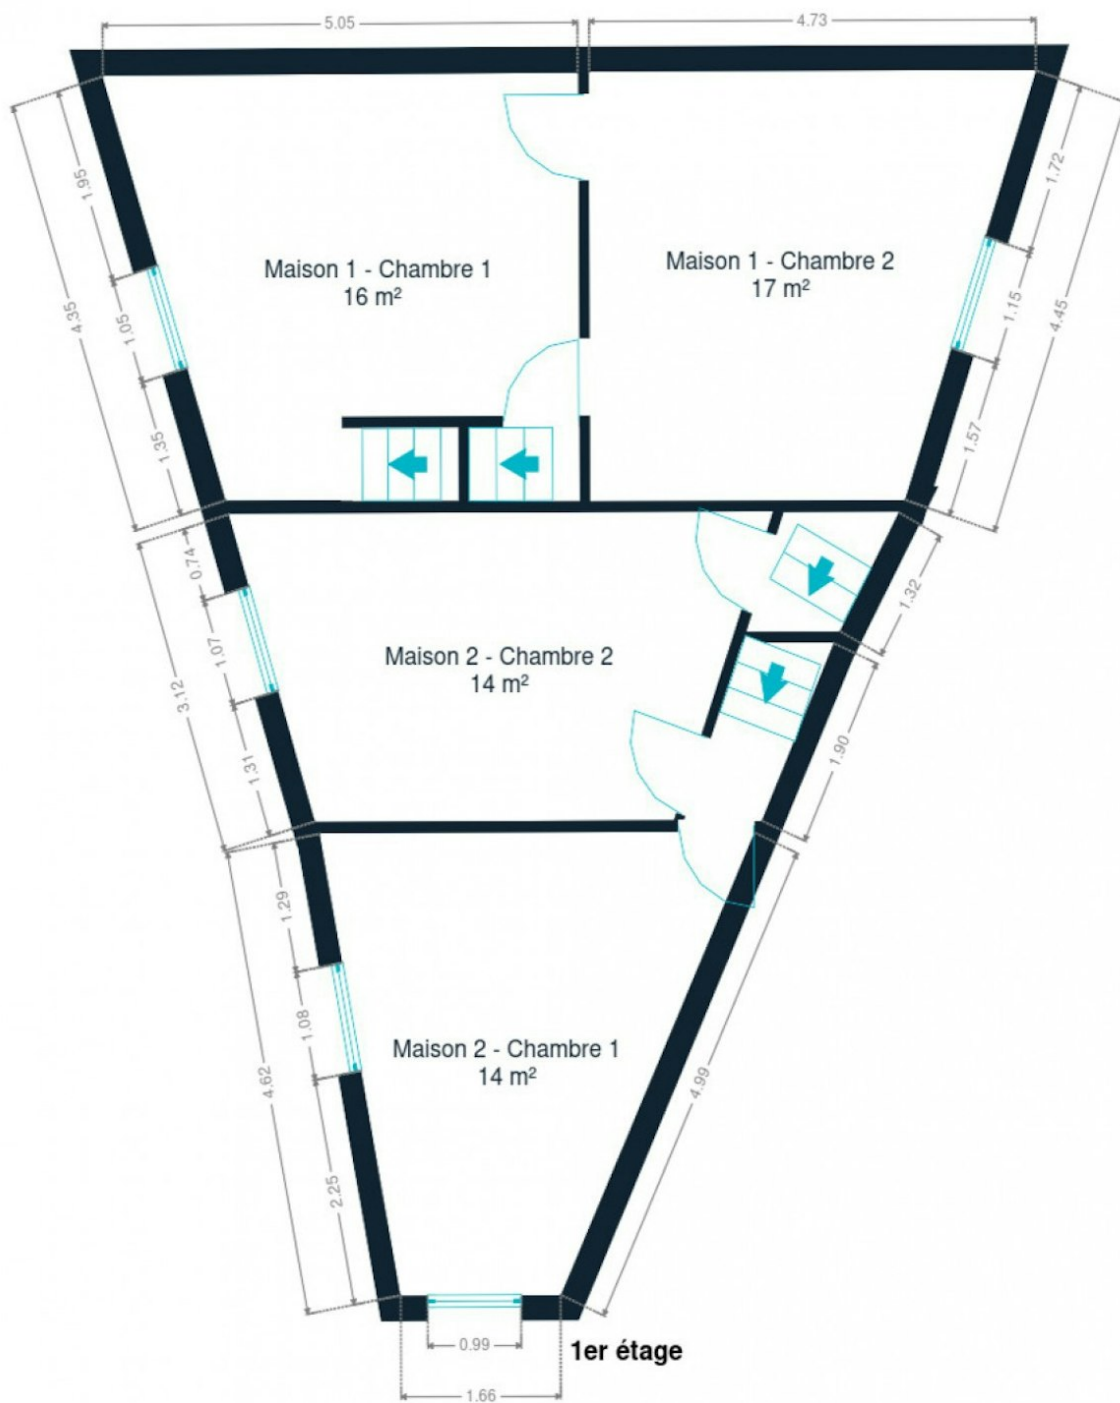 5.05
4.73
1.95
1.72
Maison 1 - Chambre 1
16 m²
Maison 1 - Chambre 2
17 m²
4.35
1.05
1.15
4.45
1.35
1.57
0.74
1.32
Maison 2 - Chambre 2
14 m²
3.12
1.07
1.31
1.90
1.29
Maison 2 - Chambre 1
14 m²
4.62
1.08
4.99
2.25
0.99
1er étage
1.66